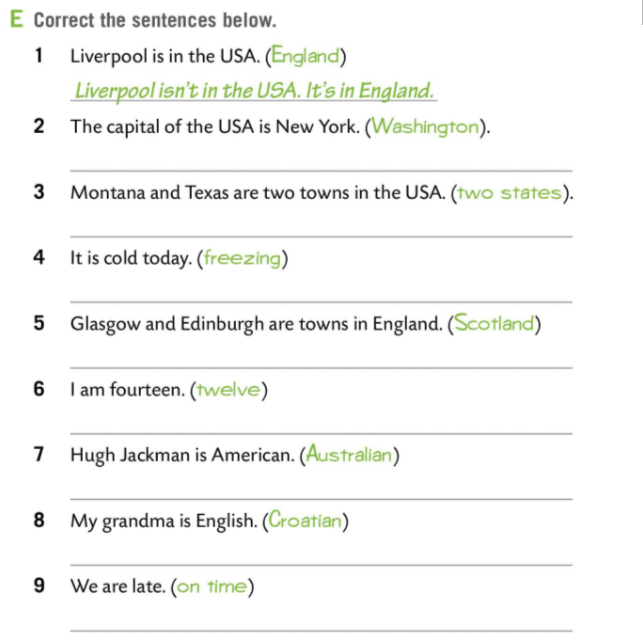 E Correct the sentences below.
1 Liverpool is in the USA. (England)
Liverpool isn't in the USA. It's in England.
2 The capital of the USA is New York. (Washington).
3 Montana and Texas are two towns in the USA. (two states).
4 It is cold today. (freezing)
5 Glasgow and Edinburgh are towns in England. (Scotland)
6 I am fourteen. (twelve)
7 Hugh Jackman is American. (Australian)
8 My grandma is English. (Croatian)
9 We are late. (on time)